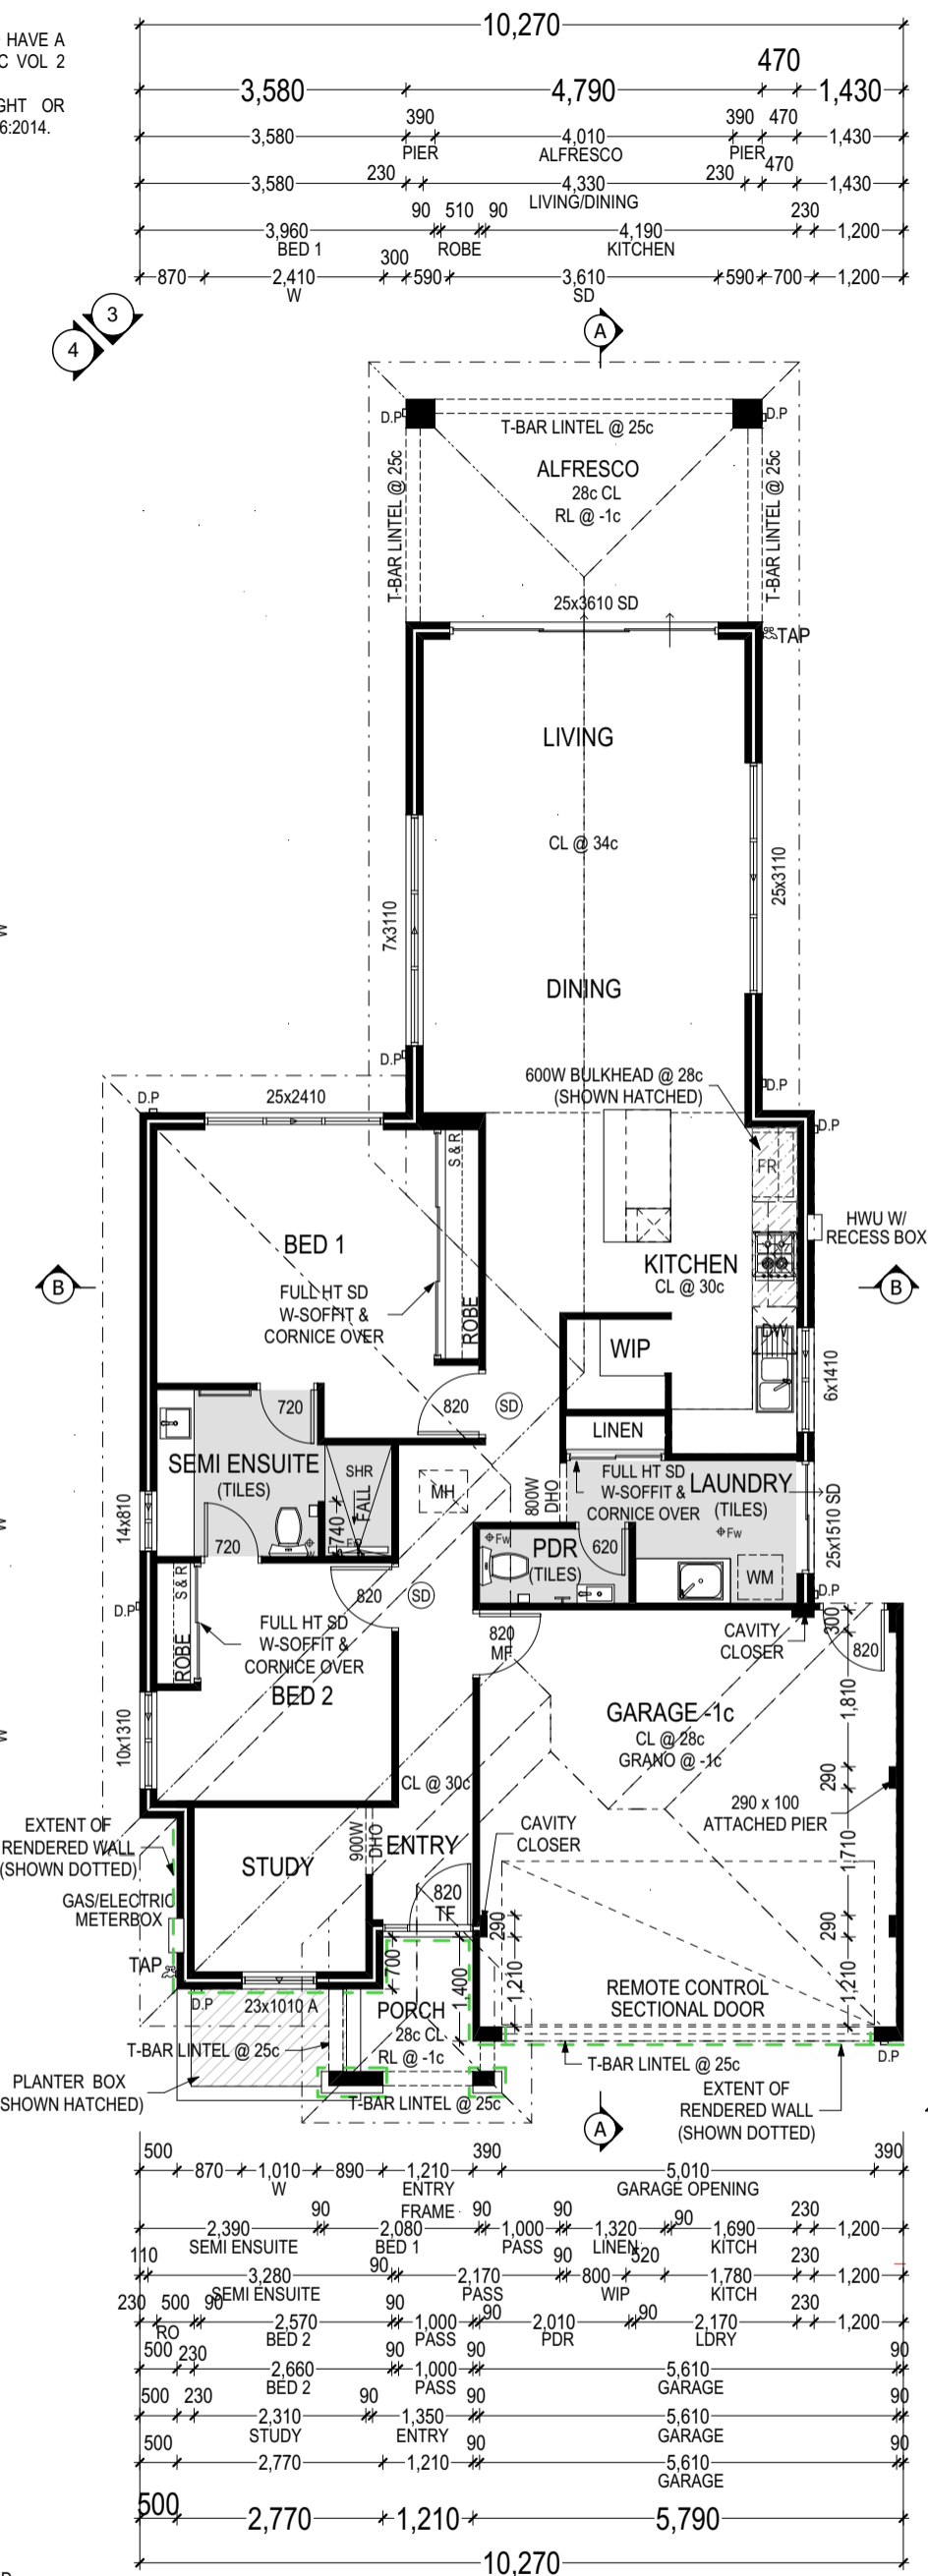 10,270
HAVE A
C VOL 2
GHT OR
6:2014.
470
3,580 4,790 1,430
390 390 470
3,580 4,010 1,430
PIER ALFRESCO PIER
470
230 230
3,580 4,330 1,430
LIVING/DINING
90 510 90 230
3,960 4,190 1,200
BED 1 ROBE KITCHEN
300
870 2,410 590 3,610 590 700 1,200
W SD
3
4
A
D.P
D.P
T-BAR LINTEL @ 25c
T-BAR LINTEL @ 25c
T-BAR LINTEL @ 25c
ALFRESCO
28c CL
RL @ -1c
25x3610 SD
TAP
LIVING
CL @ 34c
7x3110
25x3110
DINING
W
D.P
600W BULKHEAD @ 28c
(SHOWN HATCHED)
D.P
D.P
25x2410
D.P
S & R
FR
HWU W/
RECESS BOX
BED 1
KITCHEN
CL @ 30c
B
B
FULL HT SD
W-SOFFIT &
CORNICE OVER
ROBE
DW
WIP
6x1410
720
820
SD
LINEN
SEMI ENSUITE
(TILES)
SHR
FALL
740
MH
800W
DHO
FULL HT SD
W-SOFFIT &
CORNICE OVER
LAUNDRY
(TILES)
Fw
25x1510 SD
14x810
W
720
Fw
PDR
(TILES)
620
WM
S & R
820
SD
D.P
D.P
FULL HT SD
W-SOFFIT &
CORNICE OVER
ROBE
BED 2
820
MF
CAVITY
CLOSER
300
820
GARAGE -1c
CL @ 28c
GRANO @ -1c
1,810
10x1310
W
CL @ 30c
290
290 x 100
ATTACHED PIER
EXTENT OF
RENDERED WALL
(SHOWN DOTTED)
900W
DHO
ENTRY
CAVITY
CLOSER
1,710
STUDY
GAS/ELECTRIC
METERBOX
820
TF
290
290
TAP
700
1,400
1,210
1,210
D.P
23x1010 A
PORCH
28c CL
RL @ -1c
REMOTE CONTROL
SECTIONAL DOOR
T-BAR LINTEL @ 25c
T-BAR LINTEL @ 25c
D.P
PLANTER BOX
(SHOWN HATCHED)
T-BAR LINTEL @ 25c
EXTENT OF
RENDERED WALL
(SHOWN DOTTED)
A
500 390 390
870 1,010 890 1,210 5,010
W ENTRY FRAME GARAGE OPENING
90 90 90 90 230
2,390 2,080 1,000 1,320 1,690 1,200
SEMI ENSUITE BED 1 PASS LINEN KITCH
110 90 90 520 230
3,280 2,170 800 1,780 1,200
SEMI ENSUITE PASS WIP KITCH
230 500 90 90 90 90 230
2,570 1,000 2,010 2,170 1,200
RO BED 2 PASS PDR LDRY
500 230 90 90 90
2,660 1,000 5,610
BED 2 PASS GARAGE
500 230 90 90 90
2,310 1,350 5,610
STUDY ENTRY GARAGE
500 90 90
2,770 1,210 5,610
GARAGE
500
2,770 1,210 5,790
10,270